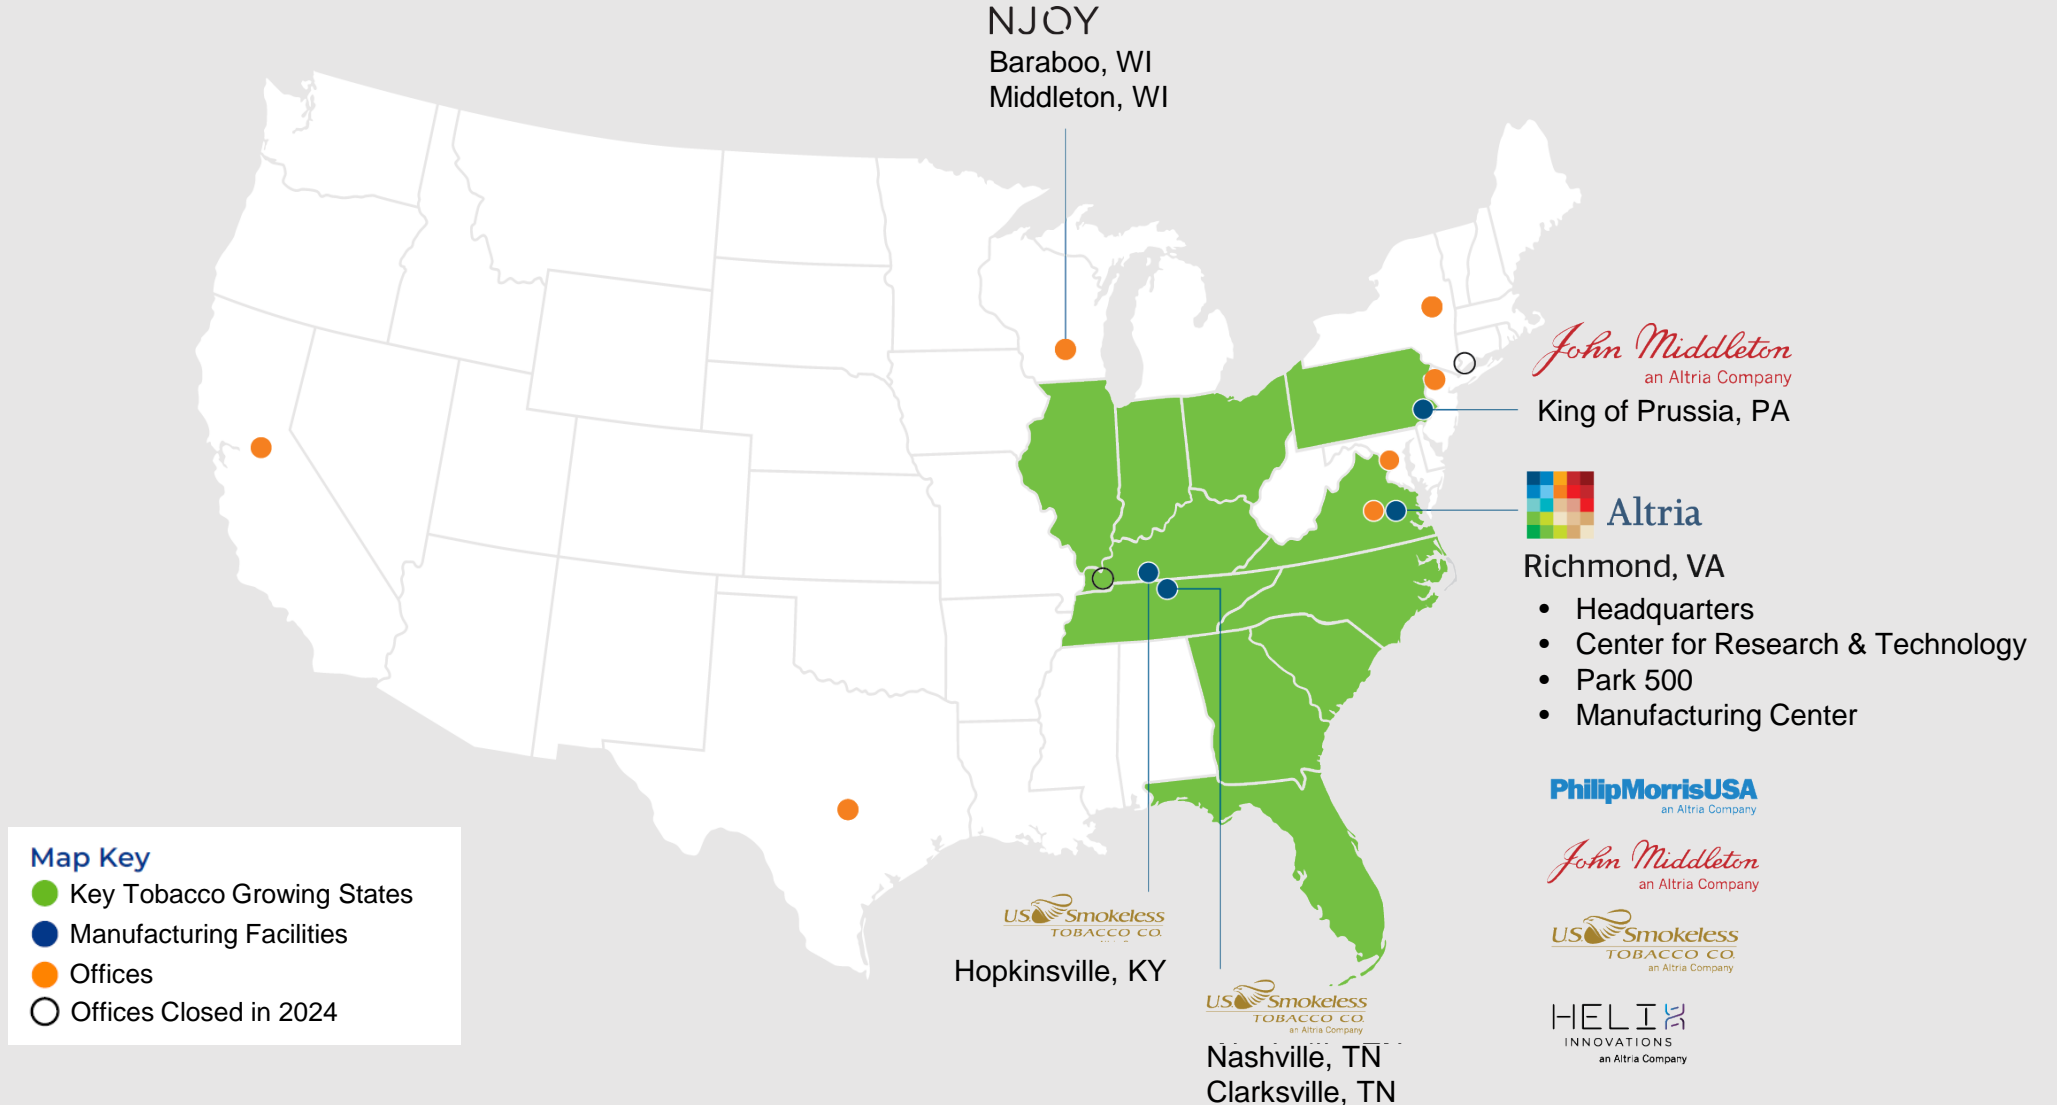 NJOY
Baraboo, WI
Middleton, WI
John Middleton
an Altria Company
King of Prussia, PA
Altria
Richmond, VA
• Headquarters
• Center for Research & Technology
• Park 500
• Manufacturing Center
PhilipMorrisUSA
an Altria Company
John Middleton
an Altria Company
U.S. Smokeless
TOBACCO CO.
an Altria Company
HELIX
INNOVATIONS
an Altria Company
Map Key
Key Tobacco Growing States
Manufacturing Facilities
Offices
Offices Closed in 2024
U.S. Smokeless
TOBACCO CO.
Hopkinsville, KY
U.S. Smokeless
TOBACCO CO.
an Altria Company
Nashville, TN
Clarksville, TN